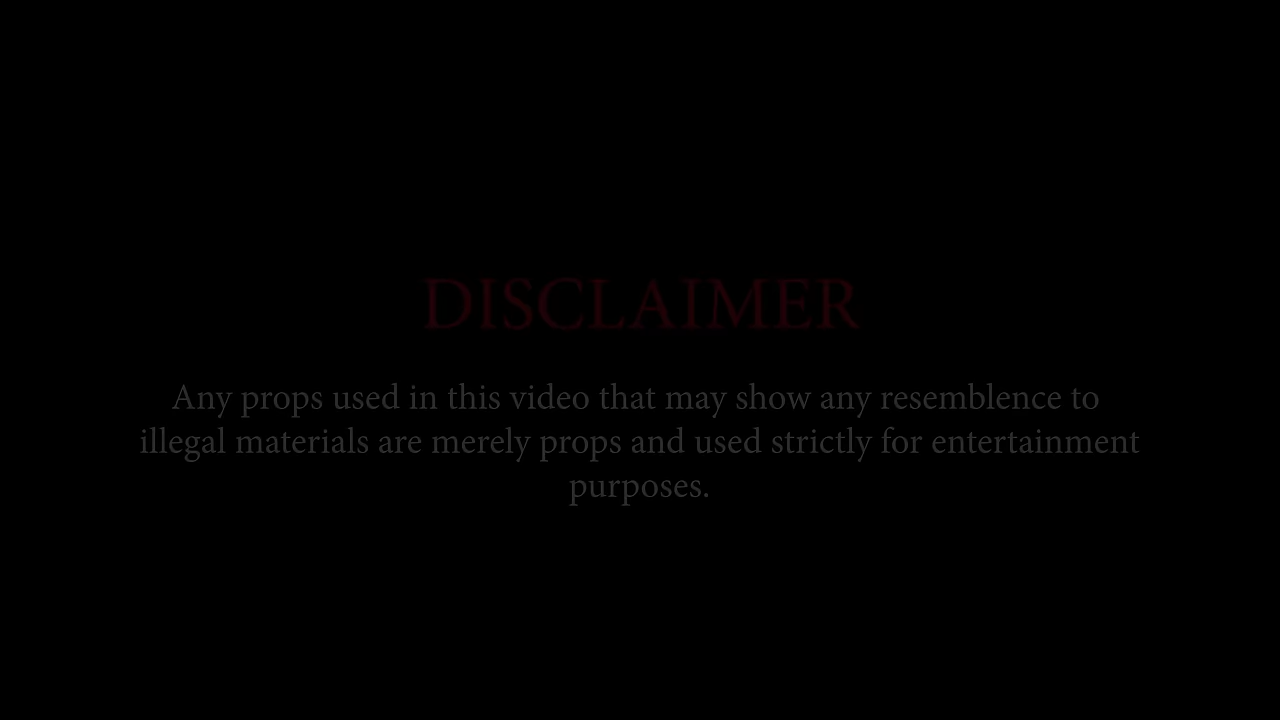 DISCLAIMER
Any props used in this video that may show any resemblence to
illegal materials are merely props and used strictly for entertainment
purposes.